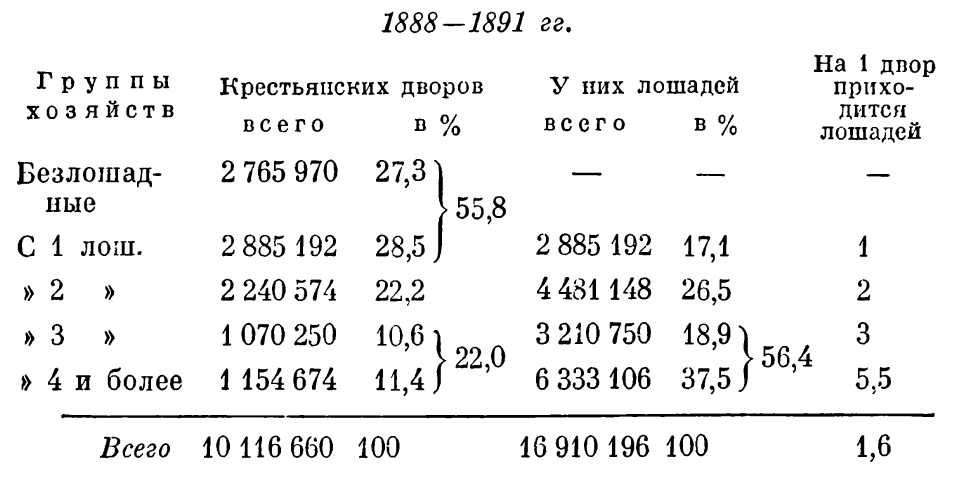 1888—1891 гг.
Группы хозяйств Крестьянских дворов У них лошадей На 1 двор прихо-
всего в % всего в % дится лошадей
Безлошад- 2 765 970 27,3 — — —
ные 55,8
С 1 лош. 2 885 192 28,5 2 885 192 17,1 1
» 2 » 2 240 574 22,2 4 481 148 26,5 2
» 3 » 1 070 250 10,6 3 210 750 18,9 3
22,0 56,4
» 4 и более 1 154 674 11,4 6 333 106 37,5 5,5
Всего 10 116 660 100 16 910 196 100 1,6